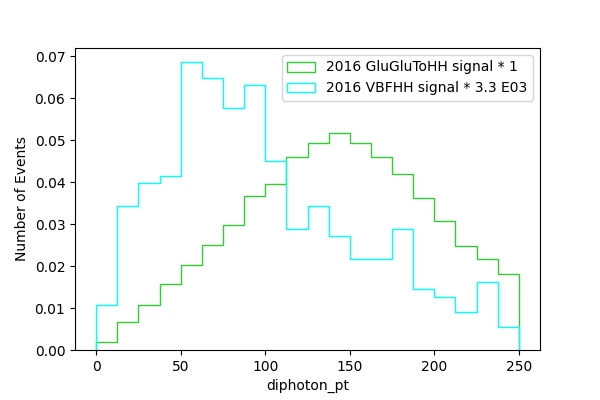 2016 GluGluToHH signal * 1
2016 VBFHH signal * 3.3 E03
Number of Events
0.07
0.06
0.05
0.04
0.03
0.02
0.01
0.00
0 50 100 150 200 250
diphoton_pt